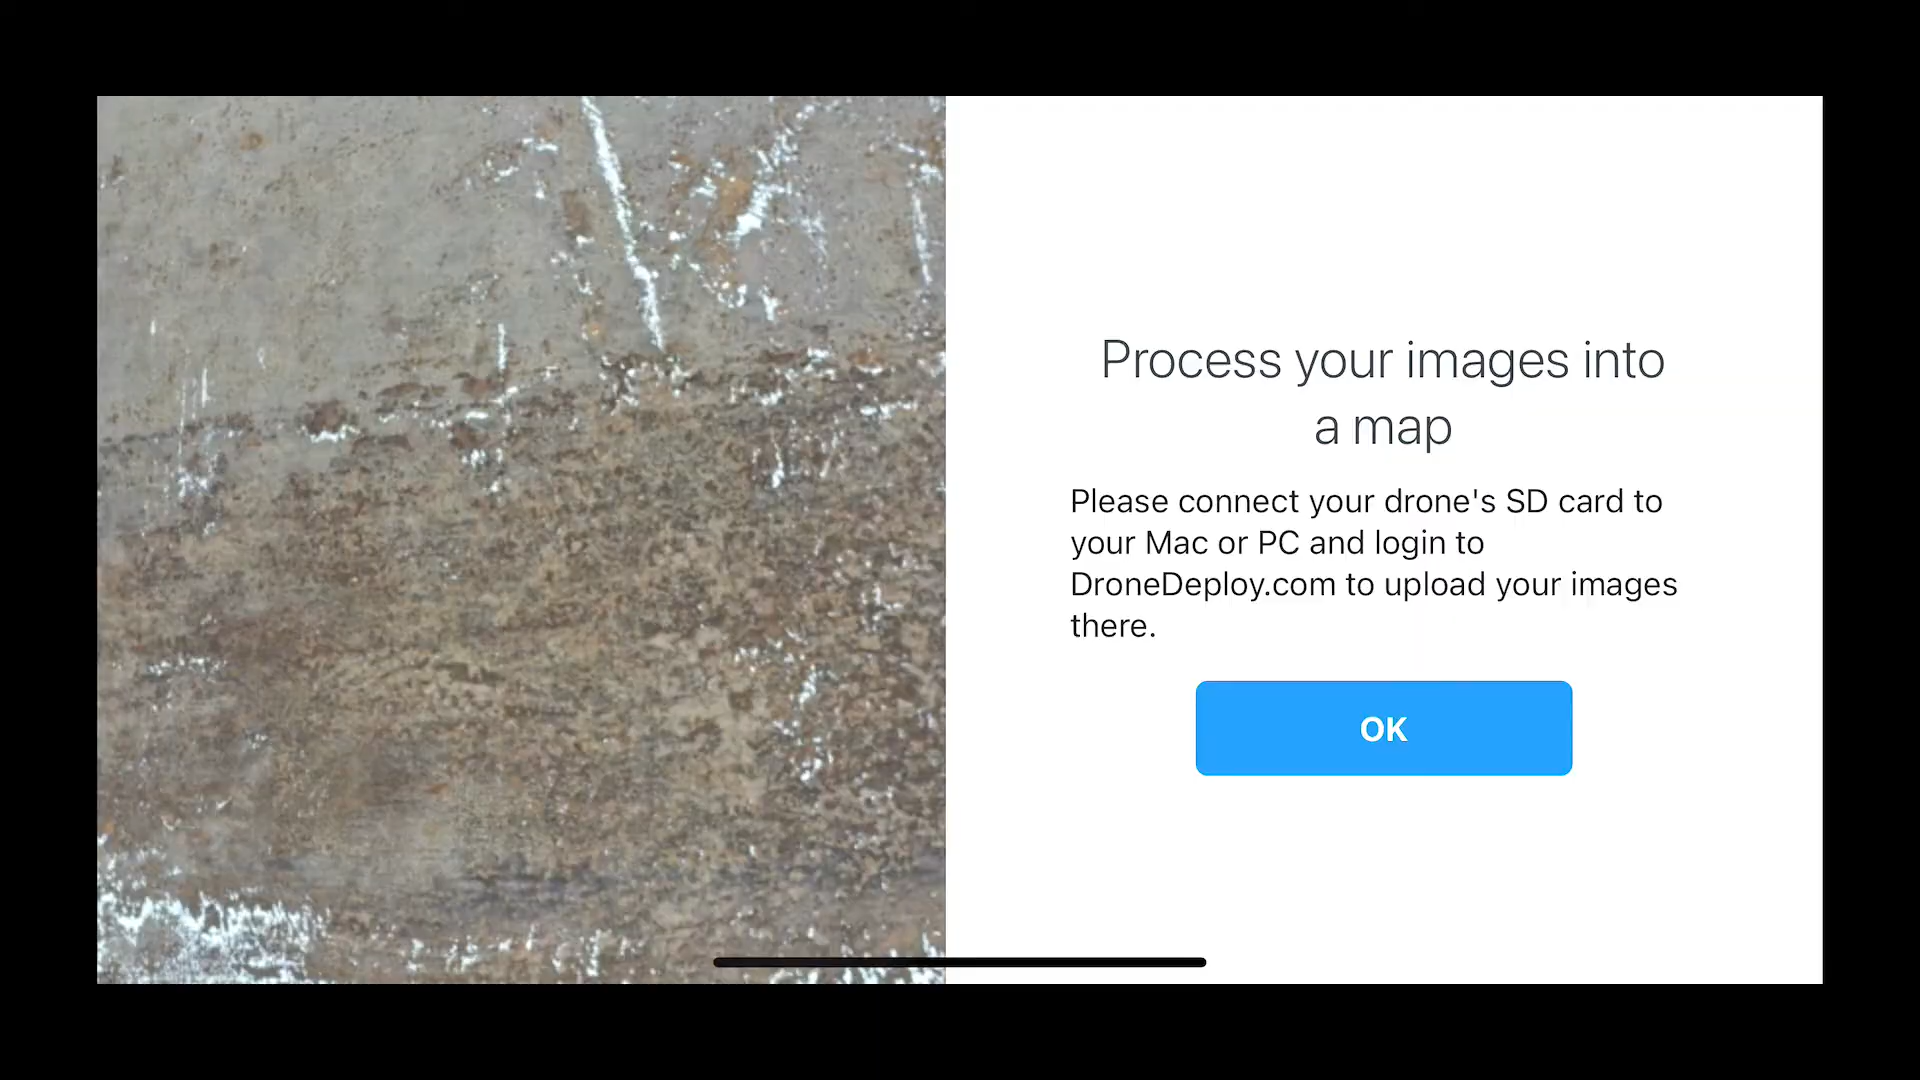 Process your images into
a map
Please connect your drone's SD card to
your Mac or PC and login to
DroneDeploy.com to upload your images
there.
OK